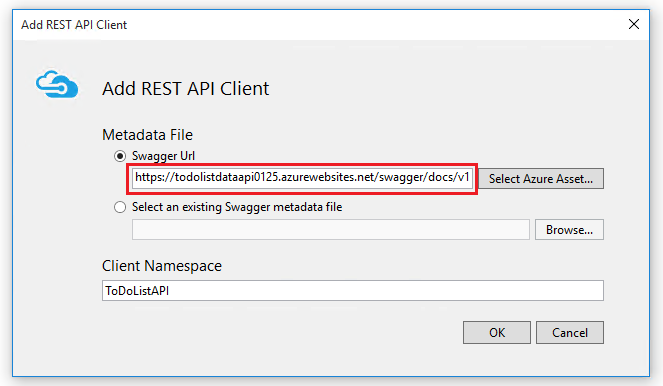 Add REST API Client
Add REST API Client
Metadata File
Swagger Url
https://todolistdataapi0125.azurewebsites.net/swagger/docs/v1
Select Azure Asset...
Select an existing Swagger metadata file
Browse...
Client Namespace
ToDoListAPI
OK
Cancel